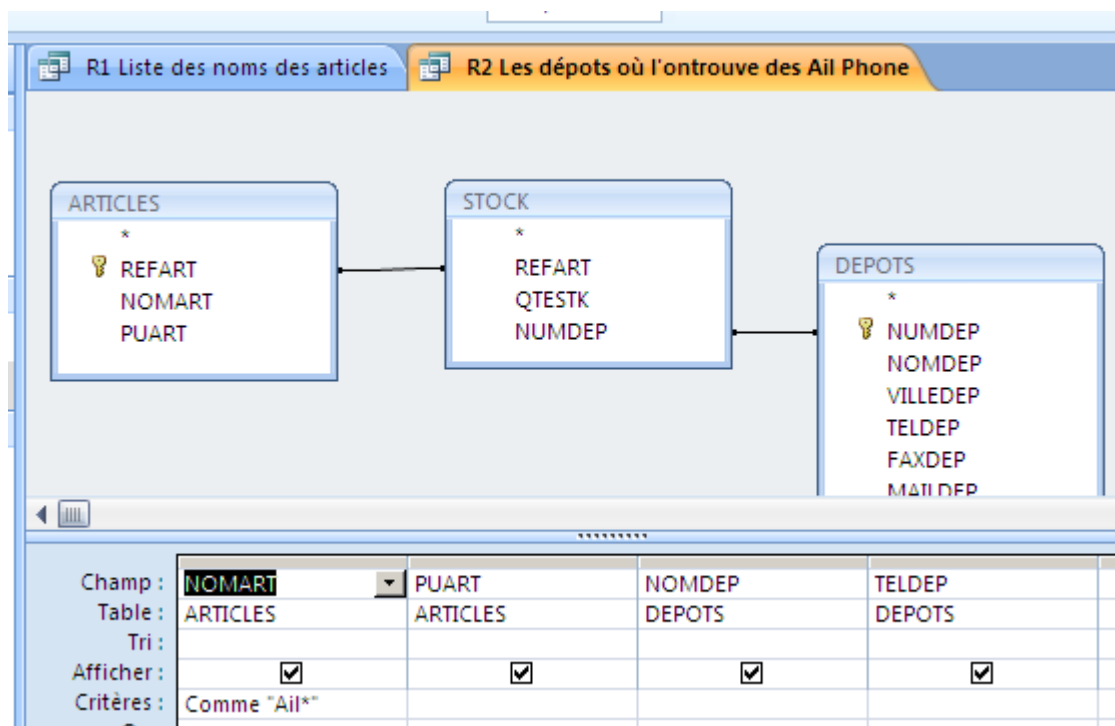 R1 Liste des noms des articles
R2 Les dépots où l'ontrouve des Ail Phone
ARTICLES
*
REFART
NOMART
PUART
STOCK
*
REFART
QTESTK
NUMDEP
DEPOTS
*
NUMDEP
NOMDEP
VILLEDEP
TELDEP
FAXDEP
MAILDEP
Champ : NOMART PUART NOMDEP TELDEP
Table : ARTICLES ARTICLES DEPOTS DEPOTS
Tri :
Afficher :
Critères : Comme "Ail*"